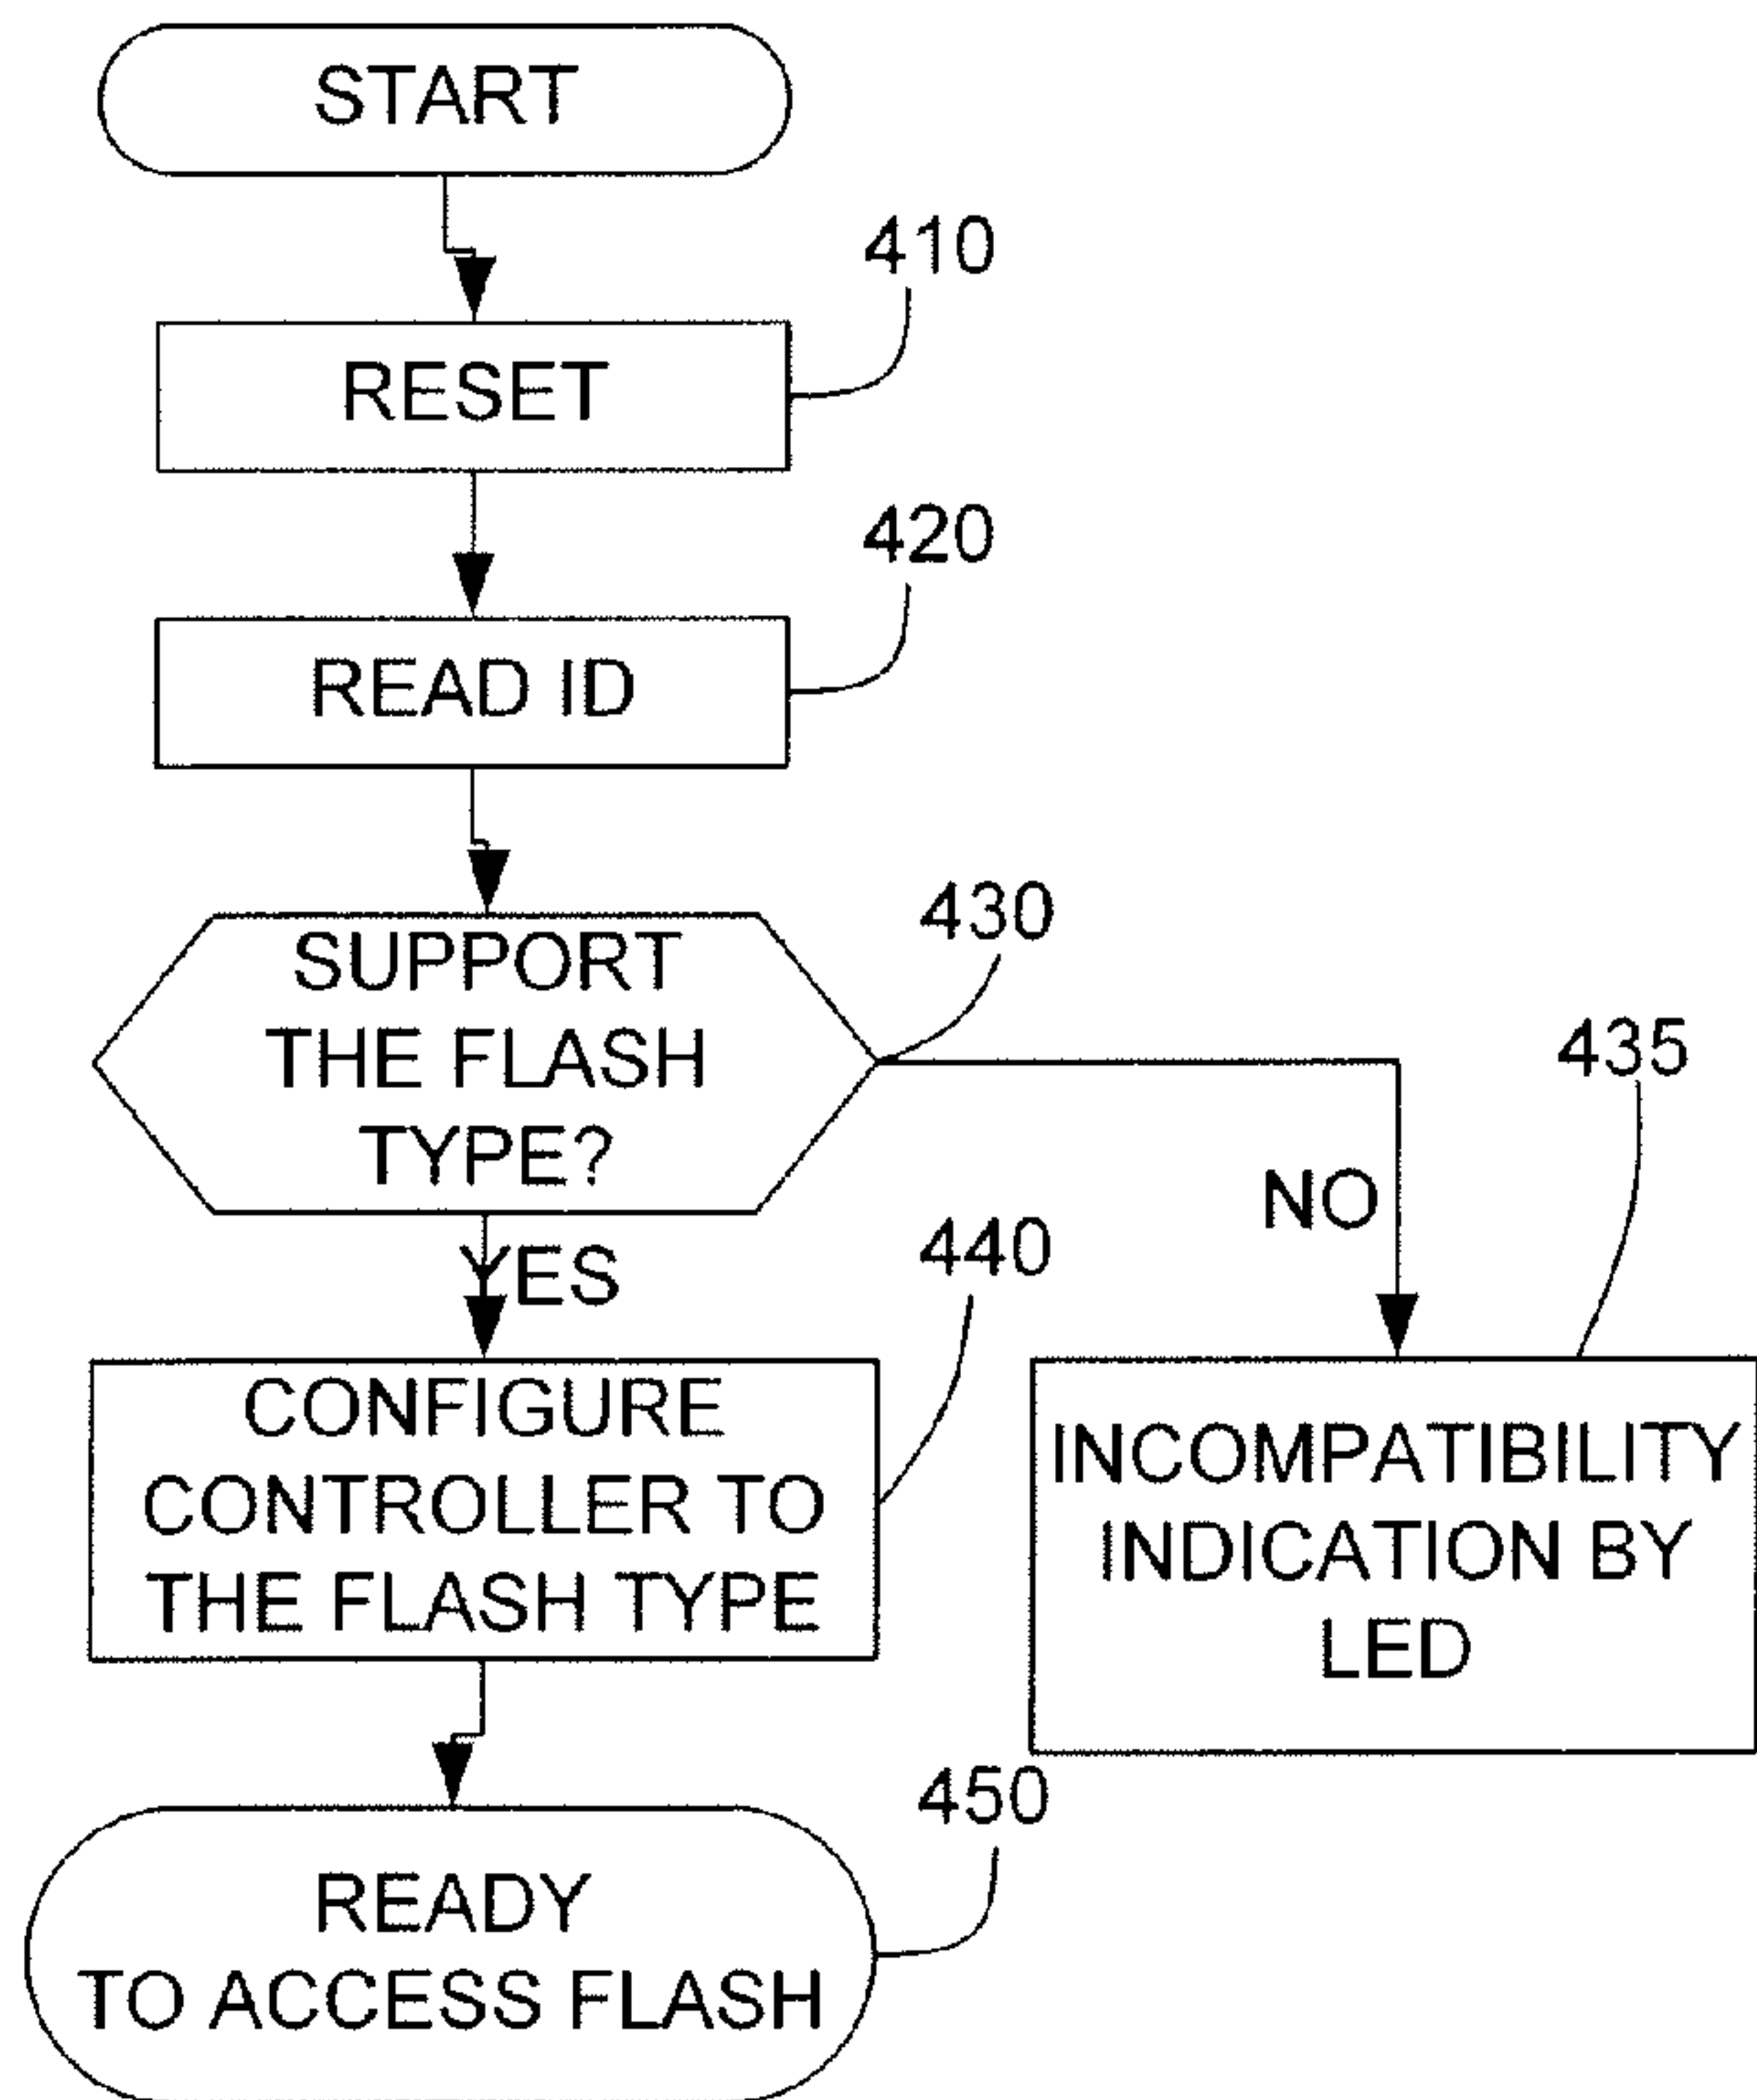 START
410
RESET
420
READ ID
430
SUPPORT
THE FLASH
TYPE?
435
NO
440
YES
CONFIGURE
CONTROLLER TO
THE FLASH TYPE
INCOMPATIBILITY
INDICATION BY
LED
450
READY
TO ACCESS FLASH